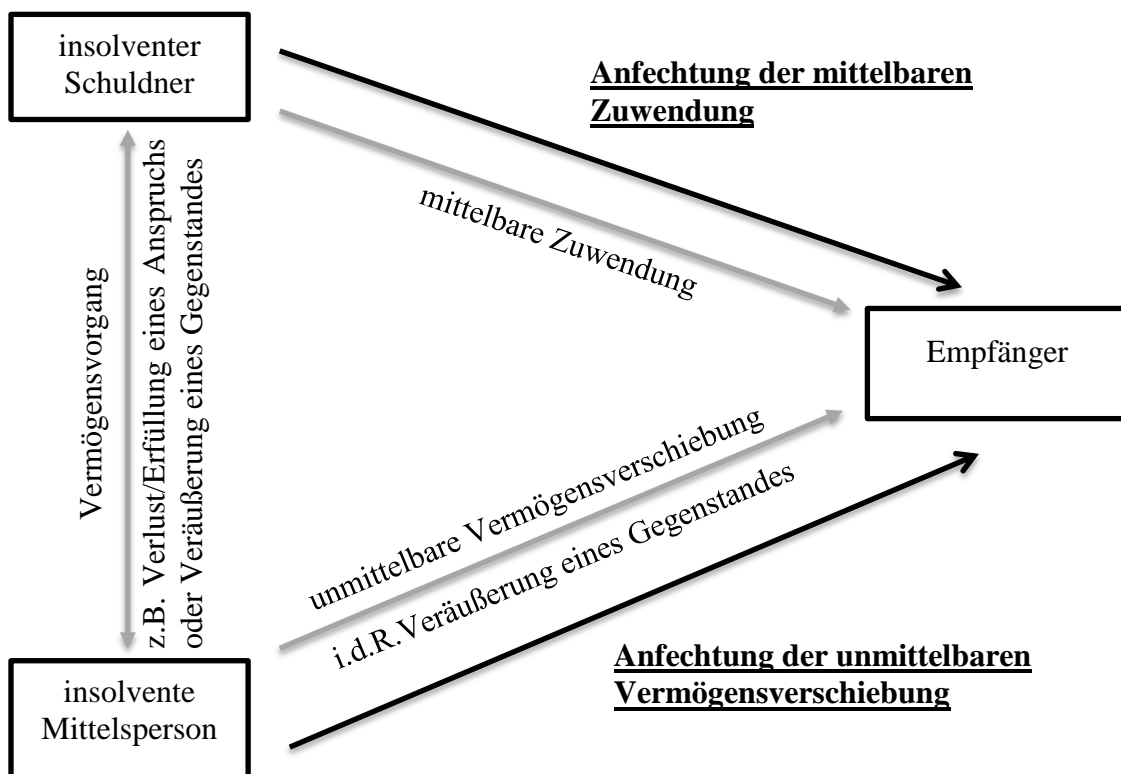 insolventer
Schuldner
Anfechtung der mittelbaren
Zuwendung
mittelbare Zuwendung
Vermögensvorgang
z.B. Verlust/Erfüllung eines Anspruchs
oder Veräußerung eines Gegenstandes
Empfänger
unmittelbare Vermögensverschiebung
i.d.R.Veräußerung eines Gegenstandes
insolvente
Mittelsperson
Anfechtung der unmittelbaren
Vermögensverschiebung